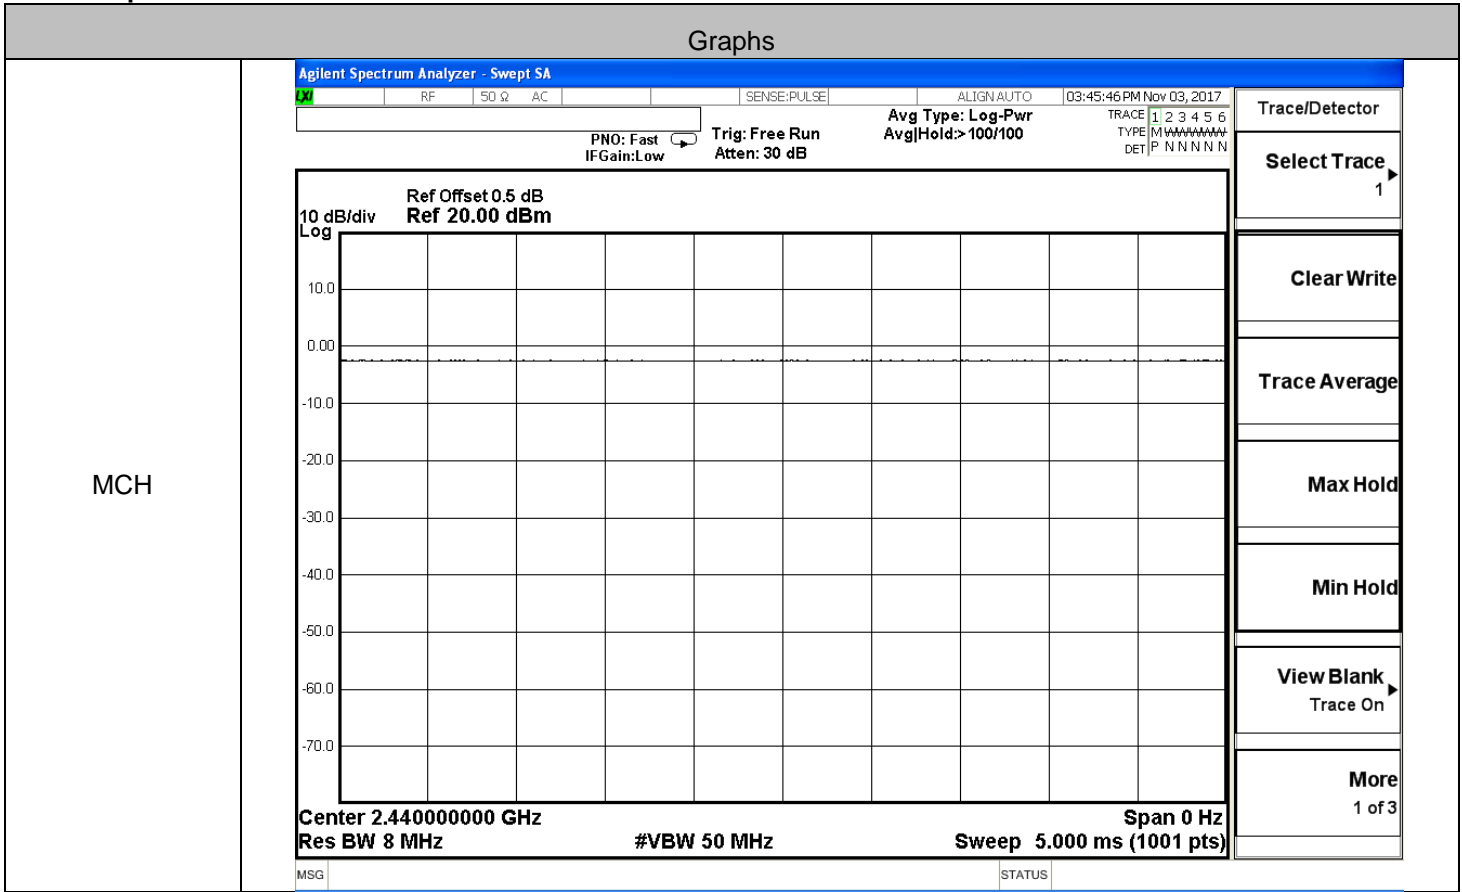 Graphs
MCH
Agilent Spectrum Analyzer - Swept SA
LXI RF 50 Ω AC SENSE:PULSE ALIGN AUTO 03:45:46 PM Nov 03, 2017
PNO: Fast
IFGain:Low
Trig: Free Run
Atten: 30 dB
Avg Type: Log-Pwr
Avg|Hold:>100/100
TRACE 1 2 3 4 5 6
TYPE M WWWWW
DET P N N N N N
Ref Offset 0.5 dB
10 dB/div Ref 20.00 dBm
Log
10.0
0.00
-10.0
-20.0
-30.0
-40.0
-50.0
-60.0
-70.0
Center 2.440000000 GHz Span 0 Hz
Res BW 8 MHz #VBW 50 MHz Sweep 5.000 ms (1001 pts)
MSG STATUS
Trace/Detector
Select Trace
1
Clear Write
Trace Average
Max Hold
Min Hold
View Blank
Trace On
More
1 of 3